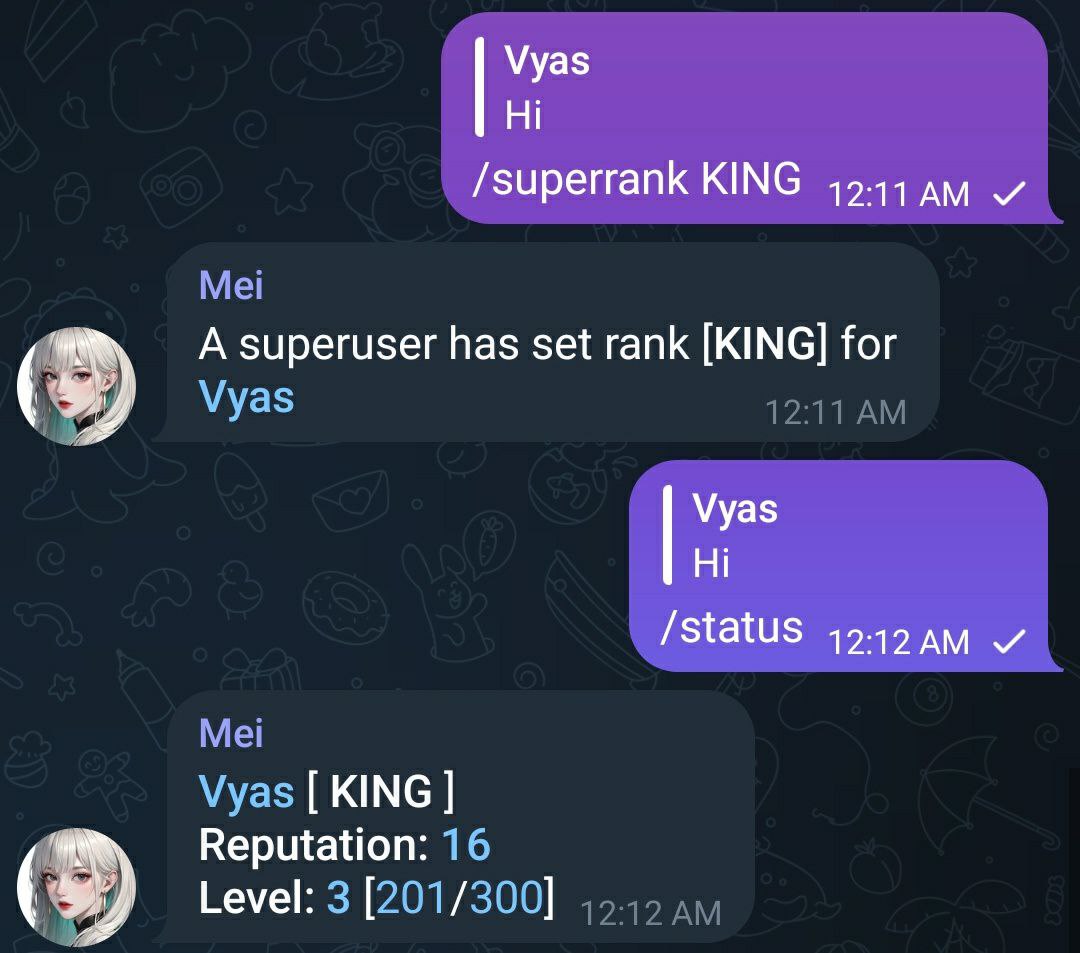 Vyas
Hi
/superrank KING 12:11 AM
Mei
A superuser has set rank [KING] for
Vyas
12:11 AM
Vyas
Hi
/status 12:12 AM
Mei
Vyas [ KING ]
Reputation: 16
Level: 3 [201/300] 12:12 AM